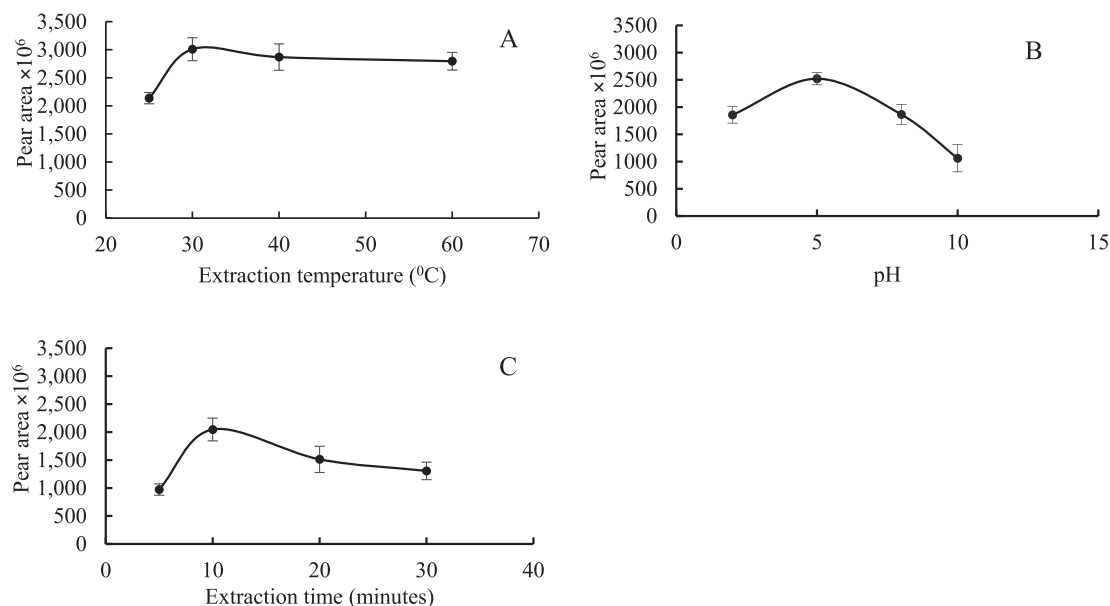 A
Pear area ×10⁶
3,500
3,000
2,500
2,000
1,500
1,000
500
0
20 30 40 50 60 70
Extraction temperature (⁰C)
B
Pear area ×10⁶
3500
3000
2500
2000
1500
1000
500
0
0 5 10 15
pH
C
Pear area ×10⁶
3,500
3,000
2,500
2,000
1,500
1,000
500
0
0 10 20 30 40
Extraction time (minutes)